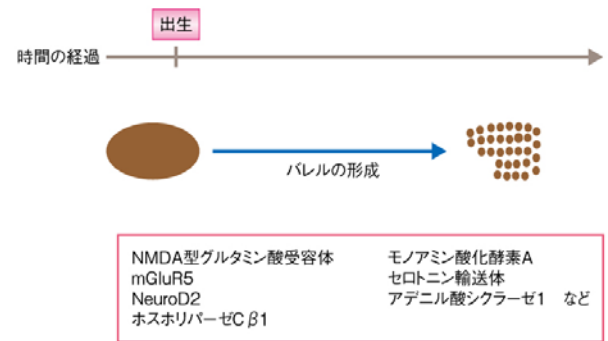 出生
時間の経過
バレルの形成
NMDA型グルタミン酸受容体
mGluR5
NeuroD2
ホスホリパーゼCβ1
モノアミン酸化酵素A
セロトニン輸送体
アデニル酸シクラーゼ1 など